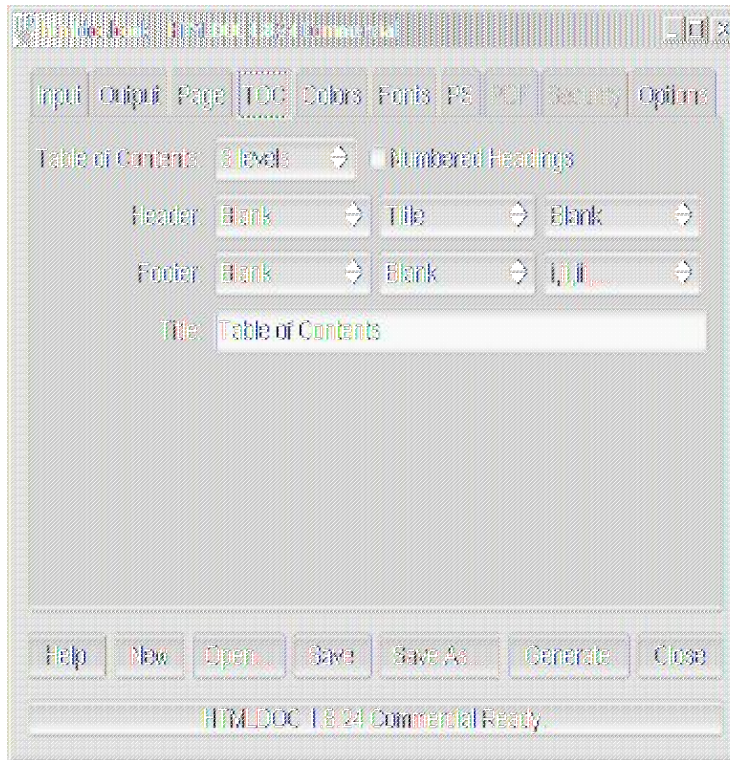 HTMLDOC 1.8.24 Commercial
Input Output Page TOC Colors Fonts PS PDF Security Options
Table of Contents: 3 levels Numbered Headings
Header: Blank Title Blank
Footer: Blank Blank
Title: Table of Contents
Help New Open... Save Save As... Generate Close
HTMLDOC 1.8.24 Commercial Ready.